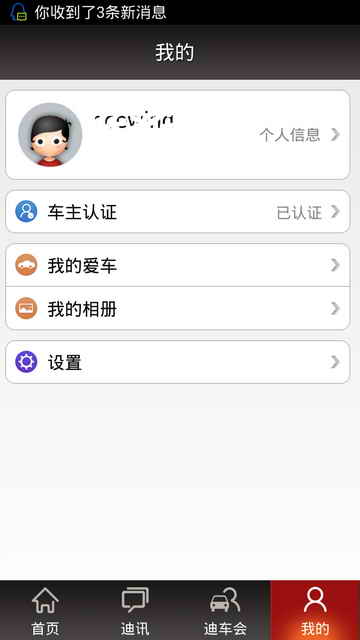 你收到了3条新消息
我的
个人信息
车主认证
已认证
我的爱车
我的相册
设置
首页
迪讯
迪车会
我的